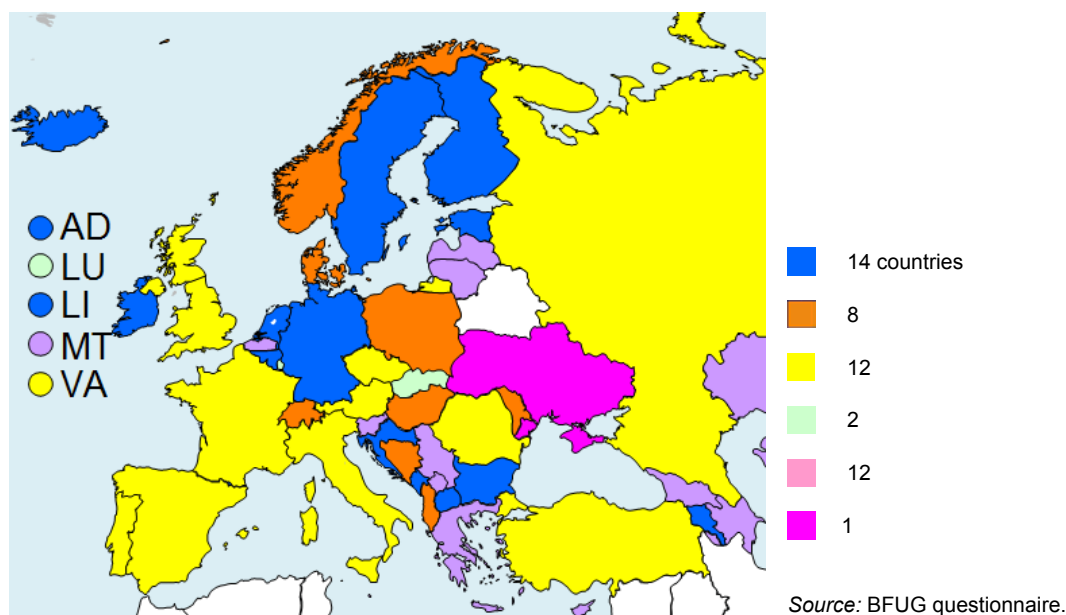 AD
LU
LI
MT
VA
14 countries
8
12
2
12
1
Source: BFUG questionnaire.